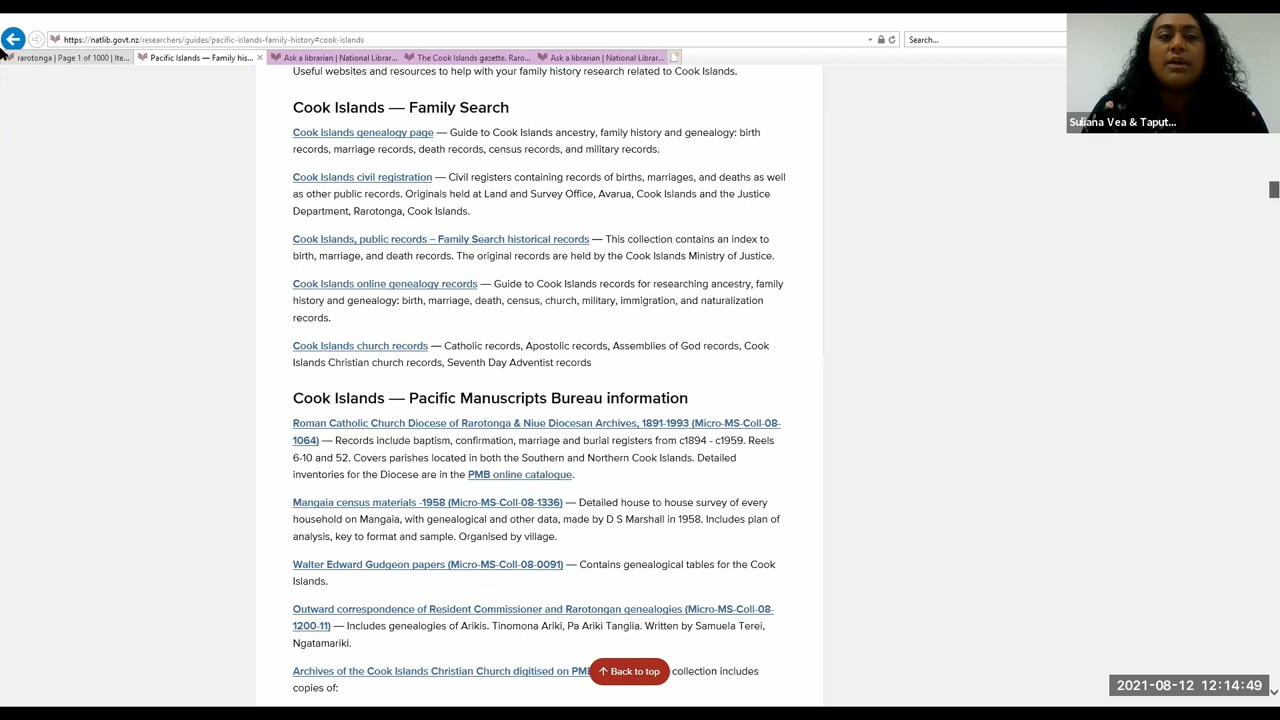 https://natlib.govt.nz/researchers/guides/pacific-islands-family-history#cook-islands
Search...
rarotonga | Page 1 of 1000 | Ite...
Pacific Islands — Family his...
Ask a librarian | National Librar...
The Cook Islands gazette. Raro...
Ask a librarian | National Librar...
Suliana Vea & Taput...
Useful websites and resources to help with your family history research related to Cook Islands.
Cook Islands — Family Search
Cook Islands genealogy page — Guide to Cook Islands ancestry, family history and genealogy: birth
records, marriage records, death records, census records, and military records.
Cook Islands civil registration — Civil registers containing records of births, marriages, and deaths as well
as other public records. Originals held at Land and Survey Office, Avarua, Cook Islands and the Justice
Department, Rarotonga, Cook Islands.
Cook Islands, public records – Family Search historical records — This collection contains an index to
birth, marriage, and death records. The original records are held by the Cook Islands Ministry of Justice.
Cook Islands online genealogy records — Guide to Cook Islands records for researching ancestry, family
history and genealogy: birth, marriage, death, census, church, military, immigration, and naturalization
records.
Cook Islands church records — Catholic records, Apostolic records, Assemblies of God records, Cook
Islands Christian church records, Seventh Day Adventist records
Cook Islands — Pacific Manuscripts Bureau information
Roman Catholic Church Diocese of Rarotonga & Niue Diocesan Archives, 1891-1993 (Micro-MS-Coll-08-
1064) — Records include baptism, confirmation, marriage and burial registers from c1894 - c1959. Reels
6-10 and 52. Covers parishes located in both the Southern and Northern Cook Islands. Detailed
inventories for the Diocese are in the PMB online catalogue.
Mangaia census materials -1958 (Micro-MS-Coll-08-1336) — Detailed house to house survey of every
household on Mangaia, with genealogical and other data, made by D S Marshall in 1958. Includes plan of
analysis, key to format and sample. Organised by village.
Walter Edward Gudgeon papers (Micro-MS-Coll-08-0091) — Contains genealogical tables for the Cook
Islands.
Outward correspondence of Resident Commissioner and Rarotongan genealogies (Micro-MS-Coll-08-
1200-11) — Includes genealogies of Arikis. Tinomona Ariki, Pa Ariki Tangiia. Written by Samuela Terei,
Ngatamariki.
Archives of the Cook Islands Christian Church digitised on PMB collection includes
copies of:
Back to top
2021-08-12 12:14:49